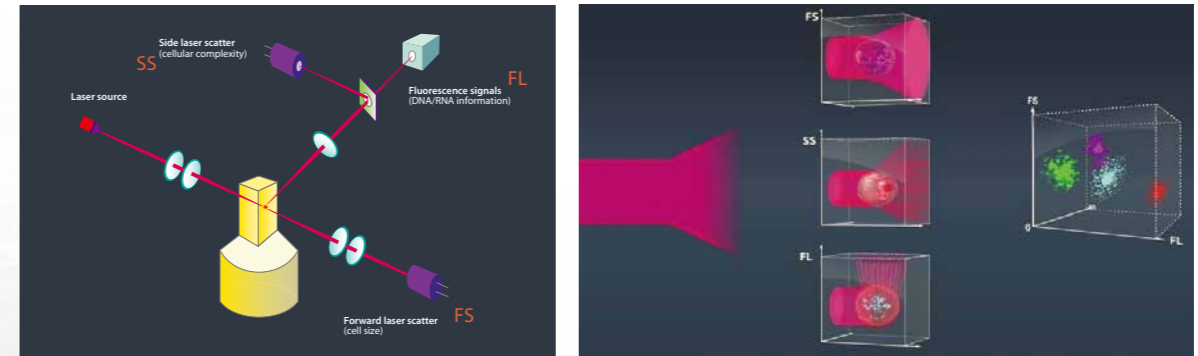 Side laser scatter
(cellular complexity)
SS
FL
Fluorescence signals
(DNA/RNA information)
Laser source
Forward laser scatter
(cell size)
FS
FS
SS
FL
FS
0
FL